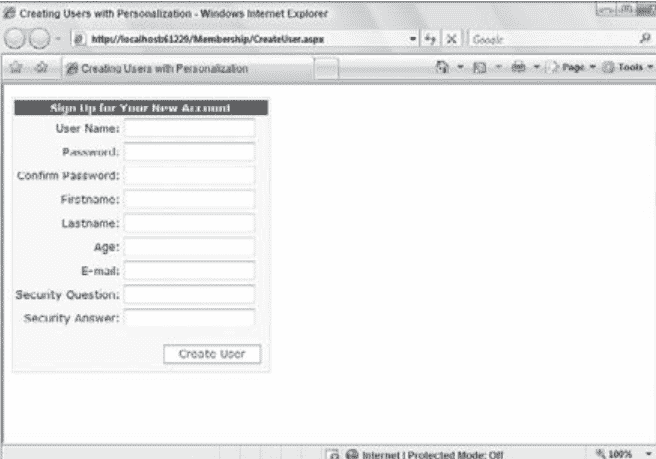 Creating Users with Personalization - Windows Internet Explorer
http://localhost:61229/Membership/CreateUser.aspx
Google
Creating Users with Personalization
Page
Tools
Sign Up for Your New Account
User Name:
Password:
Confirm Password:
Firstname:
Lastname:
Age:
E-mail:
Security Question:
Security Answer:
Create User
Internet | Protected Mode: Off
100%